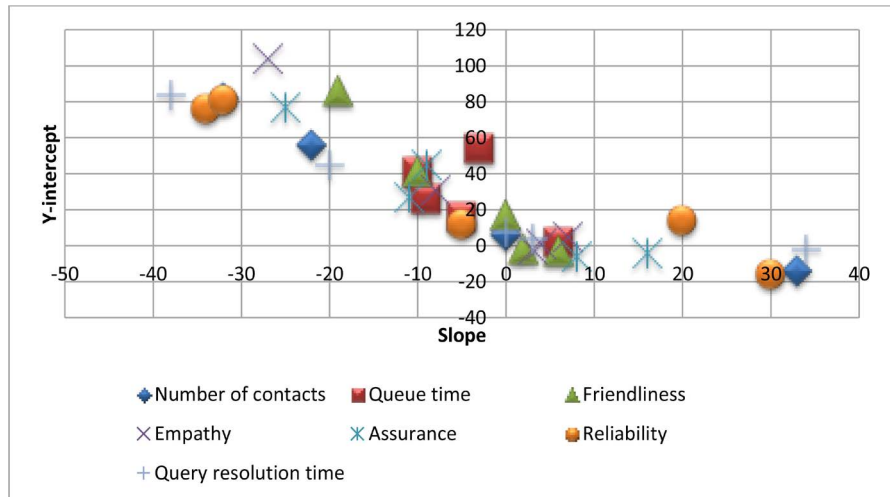 120
100
80
60
40
20
0
-20
-40
-50 -40 -30 -20 -10 0 10 20 30 40
Y-intercept
Slope
Number of contacts Queue time Friendliness
Empathy Assurance Reliability
Query resolution time